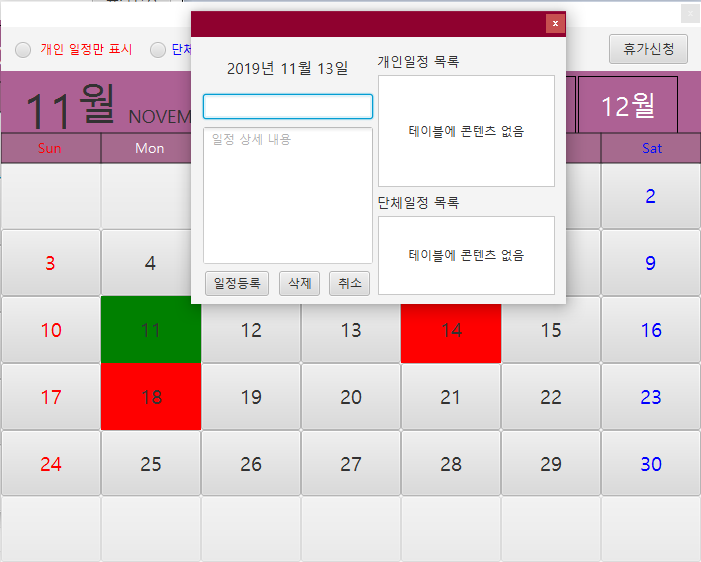 x
개인 일정만 표시
단체
휴가신청
2019년 11월 13일
일정 상세 내용
일정등록 삭제 취소
개인일정 목록
테이블에 콘텐츠 없음
단체일정 목록
테이블에 콘텐츠 없음
11월 NOVEM
12월
Sun Mon Sat
2
3 4 9
10 11 12 13 14 15 16
17 18 19 20 21 22 23
24 25 26 27 28 29 30